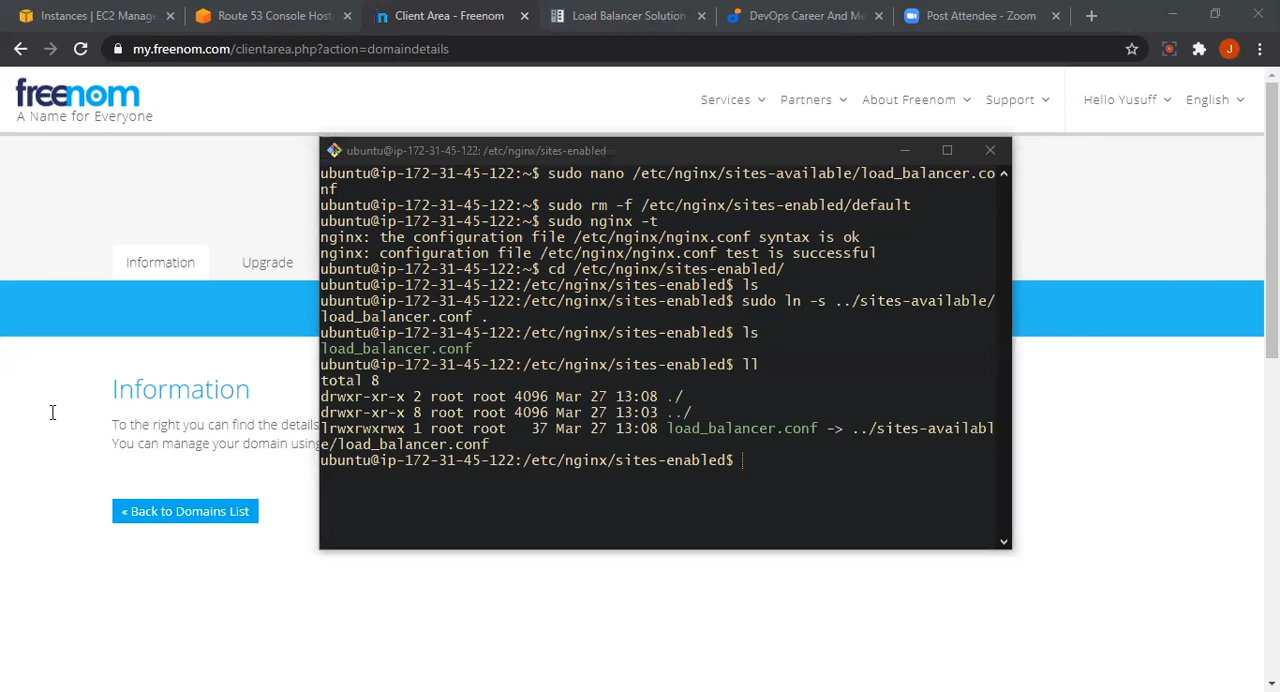 Instances | EC2 Manage
Route 53 Console Host
Client Area - Freenom
Load Balancer Solution
DevOps Career And Me
Post Attendee - Zoom
my.freenom.com/clientarea.php?action=domaindetails
J
freenom
A Name for Everyone
Services
Partners
About Freenom
Support
Hello Yusuff
English
Information
Upgrade
Information
To the right you can find the details
You can manage your domain using
« Back to Domains List
ubuntu@ip-172-31-45-122: /etc/nginx/sites-enabled
ubuntu@ip-172-31-45-122:~$ sudo nano /etc/nginx/sites-available/load_balancer.co
nf
ubuntu@ip-172-31-45-122:~$ sudo rm -f /etc/nginx/sites-enabled/default
ubuntu@ip-172-31-45-122:~$ sudo nginx -t
nginx: the configuration file /etc/nginx/nginx.conf syntax is ok
nginx: configuration file /etc/nginx/nginx.conf test is successful
ubuntu@ip-172-31-45-122:~$ cd /etc/nginx/sites-enabled/
ubuntu@ip-172-31-45-122:/etc/nginx/sites-enabled$ ls
ubuntu@ip-172-31-45-122:/etc/nginx/sites-enabled$ sudo ln -s ../sites-available/
load_balancer.conf .
ubuntu@ip-172-31-45-122:/etc/nginx/sites-enabled$ ls
load_balancer.conf
ubuntu@ip-172-31-45-122:/etc/nginx/sites-enabled$ ll
total 8
drwxr-xr-x 2 root root 4096 Mar 27 13:08 ./
drwxr-xr-x 8 root root 4096 Mar 27 13:03 ../
lrwxrwxrwx 1 root root   37 Mar 27 13:08 load_balancer.conf -> ../sites-availabl
e/load_balancer.conf
ubuntu@ip-172-31-45-122:/etc/nginx/sites-enabled$